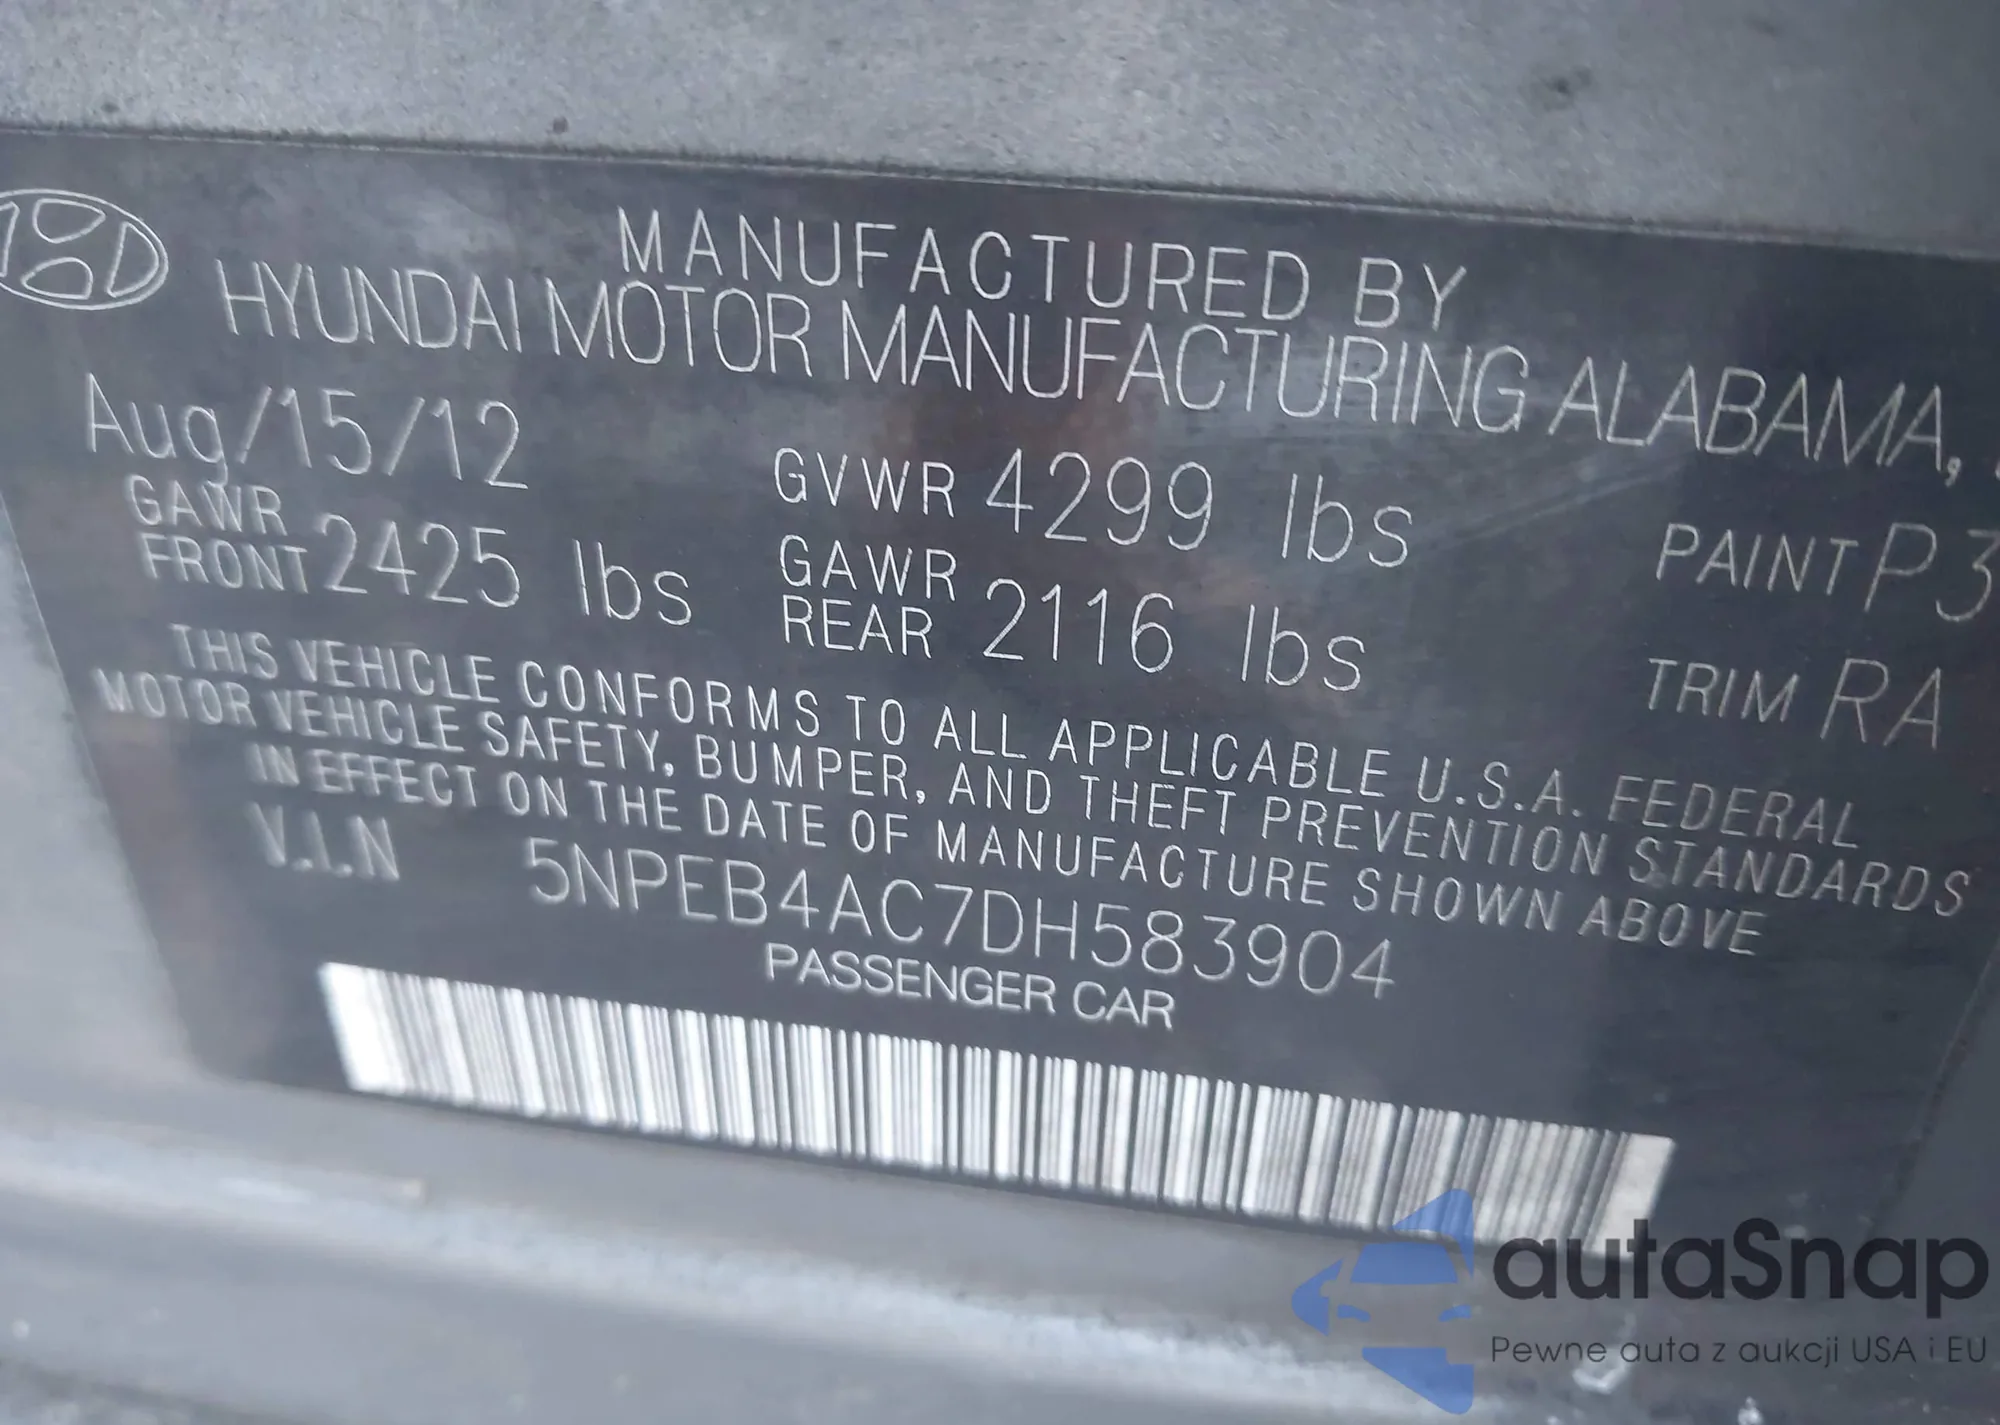 MANUFACTURED BY
HYUNDAI MOTOR MANUFACTURING ALABAMA,
Aug/15/12 GVWR 4299 lbs PAINT P3
GAWR FRONT 2425 lbs GAWR REAR 2116 lbs TRIM RA
THIS VEHICLE CONFORMS TO ALL APPLICABLE U.S.A. FEDERAL
MOTOR VEHICLE SAFETY, BUMPER, AND THEFT PREVENTION STANDARDS
IN EFFECT ON THE DATE OF MANUFACTURE SHOWN ABOVE
V.I.N 5NPEB4AC7DH583904
PASSENGER CAR
autaSnap
Pewne auta z aukcji USA i EU